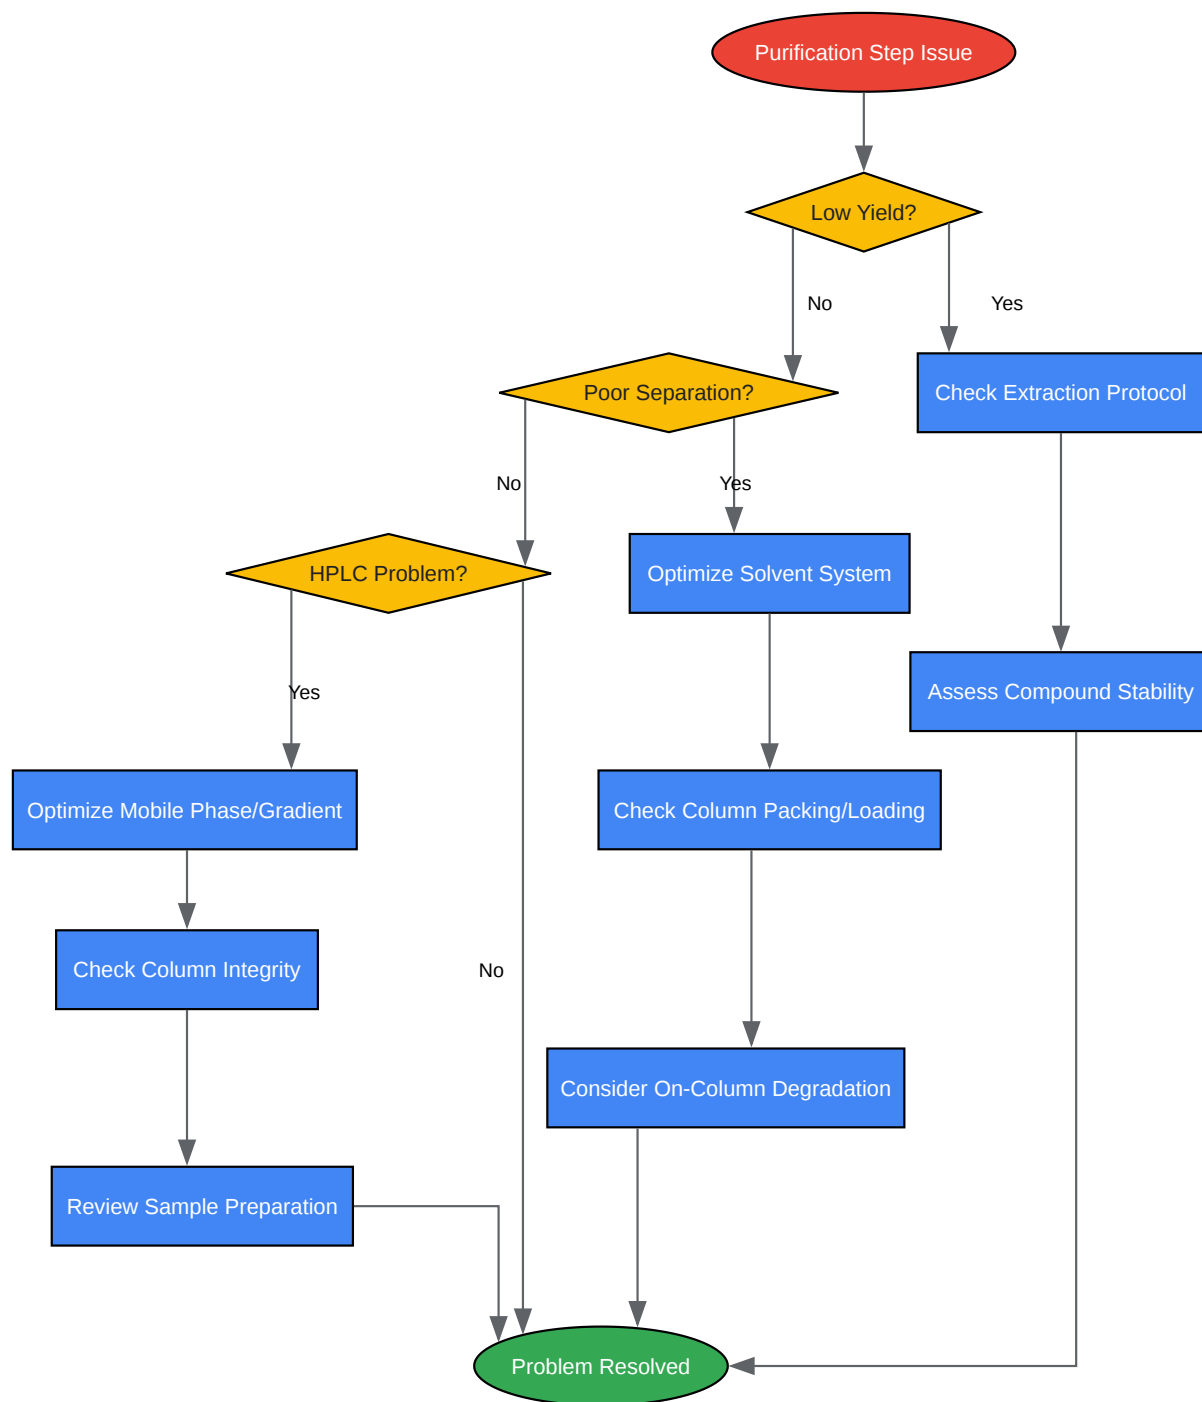 Purification Step Issue
Low Yield?
No
Yes
Poor Separation?
Check Extraction Protocol
No
Yes
HPLC Problem?
Optimize Solvent System
Yes
Assess Compound Stability
Optimize Mobile Phase/Gradient
Check Column Packing/Loading
Check Column Integrity
No
Consider On-Column Degradation
Review Sample Preparation
Problem Resolved